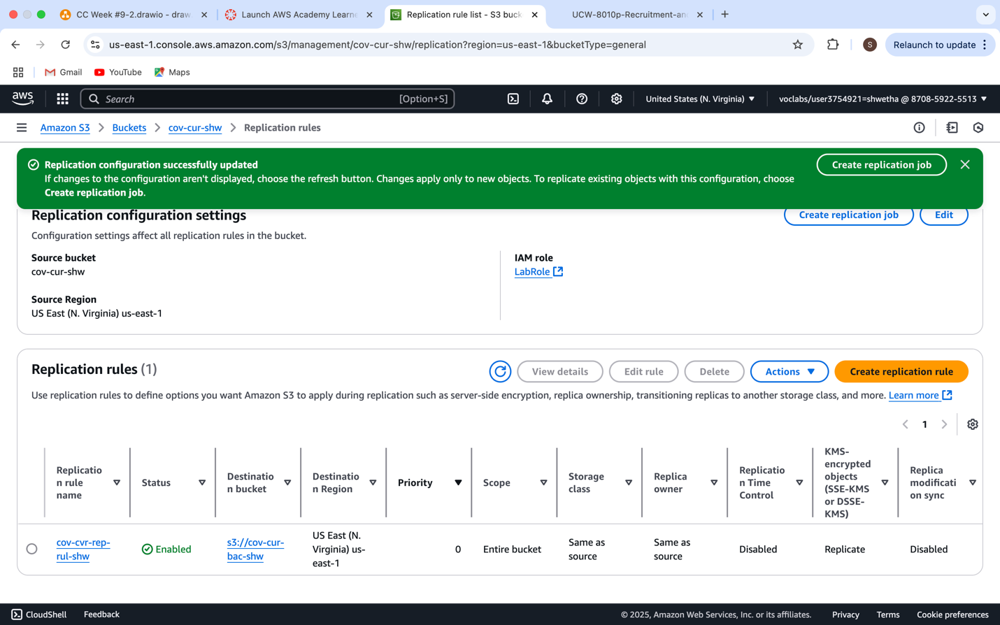 CC Week #9-2.drawio - draw
Launch AWS Academy Learne
Replication rule list - S3 buck
UCW-8010p-Recruitment-an
us-east-1.console.aws.amazon.com/s3/management/cov-cur-shw/replication?region=us-east-1&bucketType=general
S
Relaunch to update
Gmail
YouTube
Maps
aws
Search
[Option+S]
United States (N. Virginia)
voclabs/user3754921=shwetha @ 8708-5922-5513
Amazon S3
Buckets
cov-cur-shw
Replication rules
Replication configuration successfully updated
If changes to the configuration aren't displayed, choose the refresh button. Changes apply only to new objects. To replicate existing objects with this configuration, choose
Create replication job.
Create replication job
Replication configuration settings
Create replication job
Edit
Configuration settings affect all replication rules in the bucket.
Source bucket
cov-cur-shw
Source Region
US East (N. Virginia) us-east-1
IAM role
LabRole
Replication rules (1)
View details
Edit rule
Delete
Actions
Create replication rule
Use replication rules to define options you want Amazon S3 to apply during replication such as server-side encryption, replica ownership, transitioning replicas to another storage class, and more. Learn more
1
Replicatio
n rule
name
Status
Destinatio
n bucket
Destinatio
n Region
Priority
Scope
Storage
class
Replica
owner
Replicatio
n Time
Control
KMS-
encrypted
objects
(SSE-KMS
or DSSE-
KMS)
Replica
modificati
on sync
cov-cvr-rep-
rul-shw
Enabled
s3://cov-cur-
bac-shw
US East (N.
Virginia) us-
east-1
0
Entire bucket
Same as
source
Same as
source
Disabled
Replicate
Disabled
CloudShell
Feedback
© 2025, Amazon Web Services, Inc. or its affiliates.
Privacy
Terms
Cookie preferences